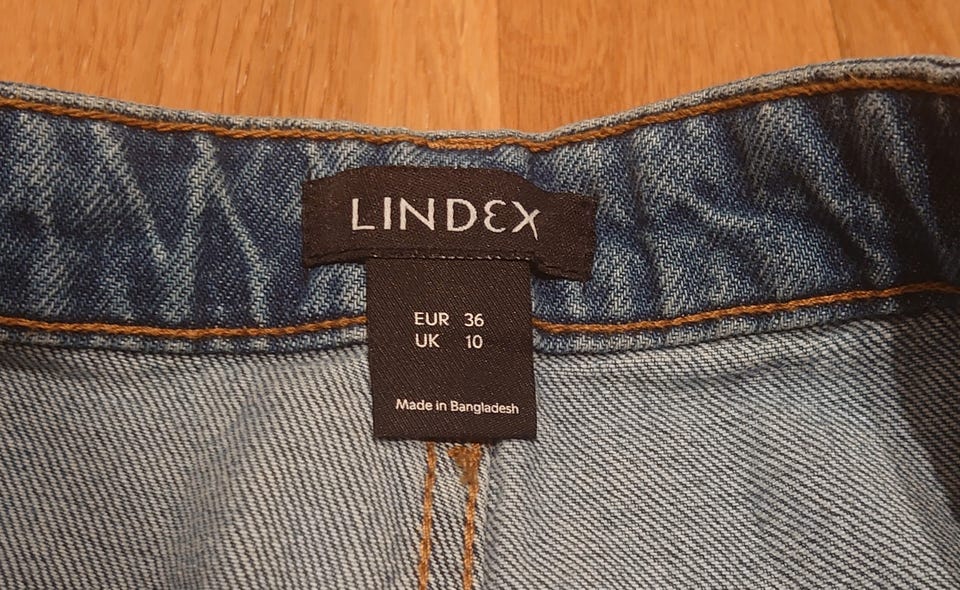 LINDEX
EUR 36
UK 10
Made in Bangladesh